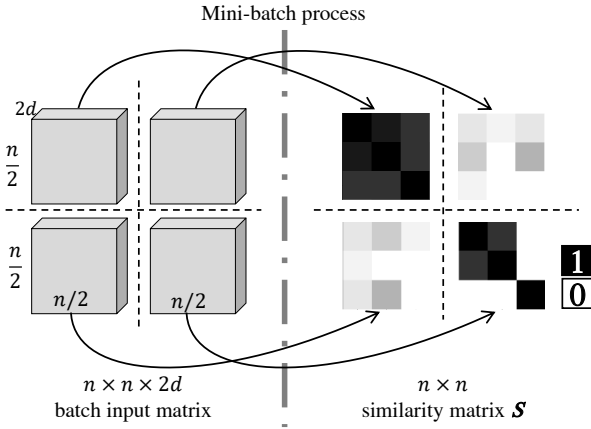 Mini-batch process
2d
n/2
n/2
n/2
n/2
1
0
n × n × 2d
batch input matrix
n × n
similarity matrix S